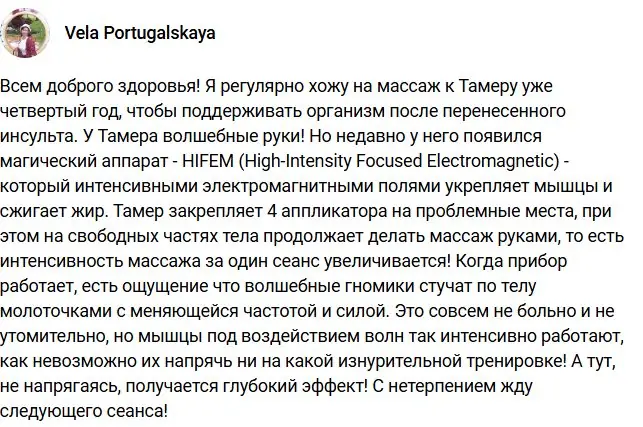 Vela Portugalskaya
Всем доброго здоровья! Я регулярно хожу на массаж к Тамеру уже
четвертый год, чтобы поддерживать организм после перенесенного
инсульта. У Тамера волшебные руки! Но недавно у него появился
магический аппарат - HIFEM (High-Intensity Focused Electromagnetic) -
который интенсивными электромагнитными полями укрепляет мышцы и
сжигает жир. Тамер закрепляет 4 аппликатора на проблемные места, при
этом на свободных частях тела продолжает делать массаж руками, то есть
интенсивность массажа за один сеанс увеличивается! Когда прибор
работает, есть ощущение что волшебные гномики стучат по телу
молоточками с меняющейся частотой и силой. Это совсем не больно и не
утомительно, но мышцы под воздействием волн так интенсивно работают,
как невозможно их напрячь ни на какой изнурительной тренировке! А тут,
не напрягаясь, получается глубокий эффект! С нетерпением жду
следующего сеанса!